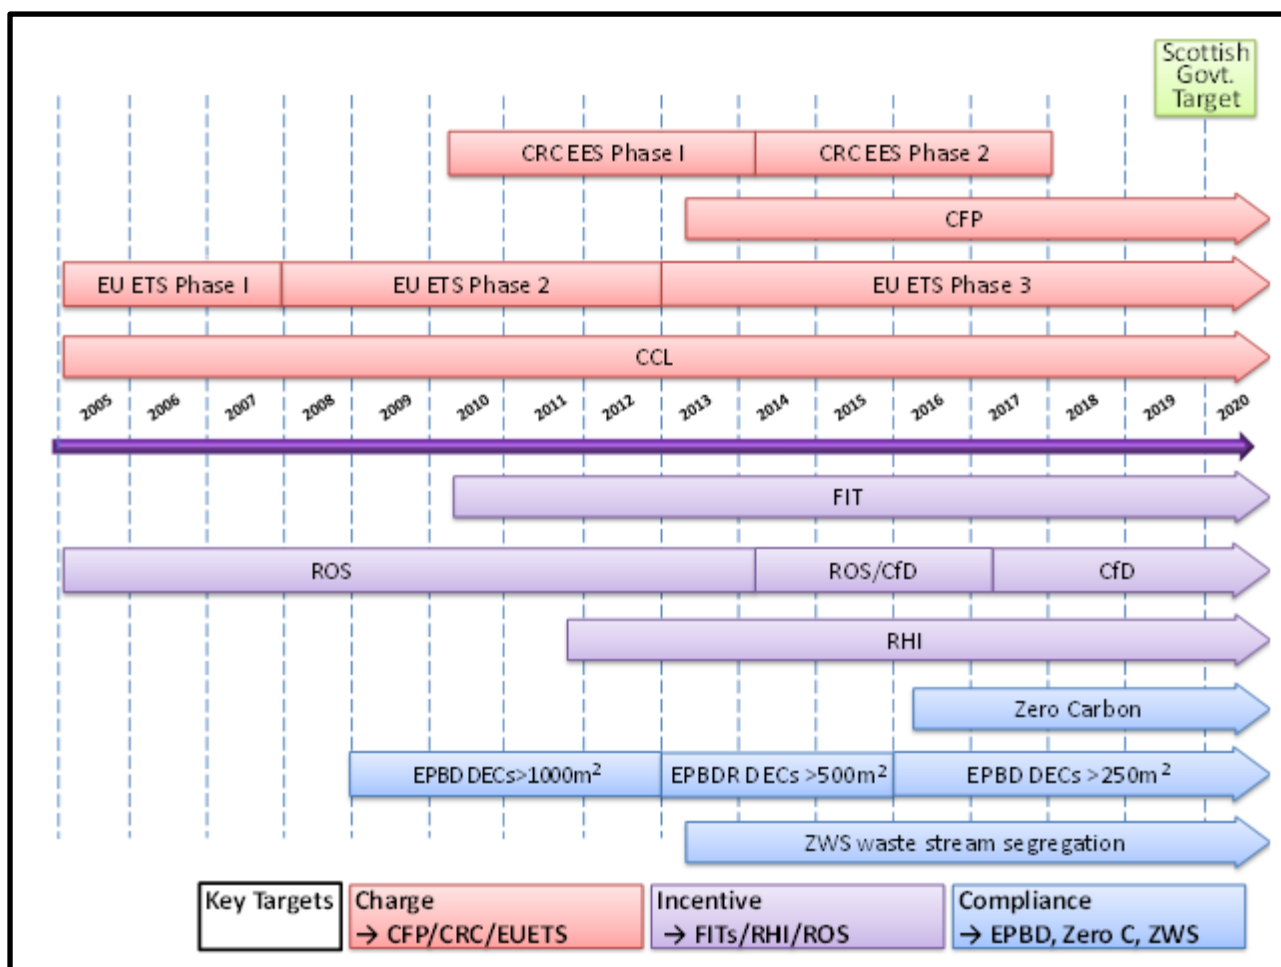 Scottish
Govt.
Target
CRC EES Phase I
CRC EES Phase 2
CFP
EU ETS Phase I
EU ETS Phase 2
EU ETS Phase 3
CCL
2005
2006
2007
2008
2009
2010
2011
2012
2013
2014
2015
2016
2017
2018
2019
2020
FIT
ROS
ROS/CfD
CfD
RHI
Zero Carbon
EPBD DECs>1000m²
EPBDR DECs >500m²
EPBD DECs >250m²
ZWS waste stream segregation
Key Targets
Charge
→ CFP/CRC/EUETS
Incentive
→ FITs/RHI/ROS
Compliance
→ EPBD, Zero C, ZWS